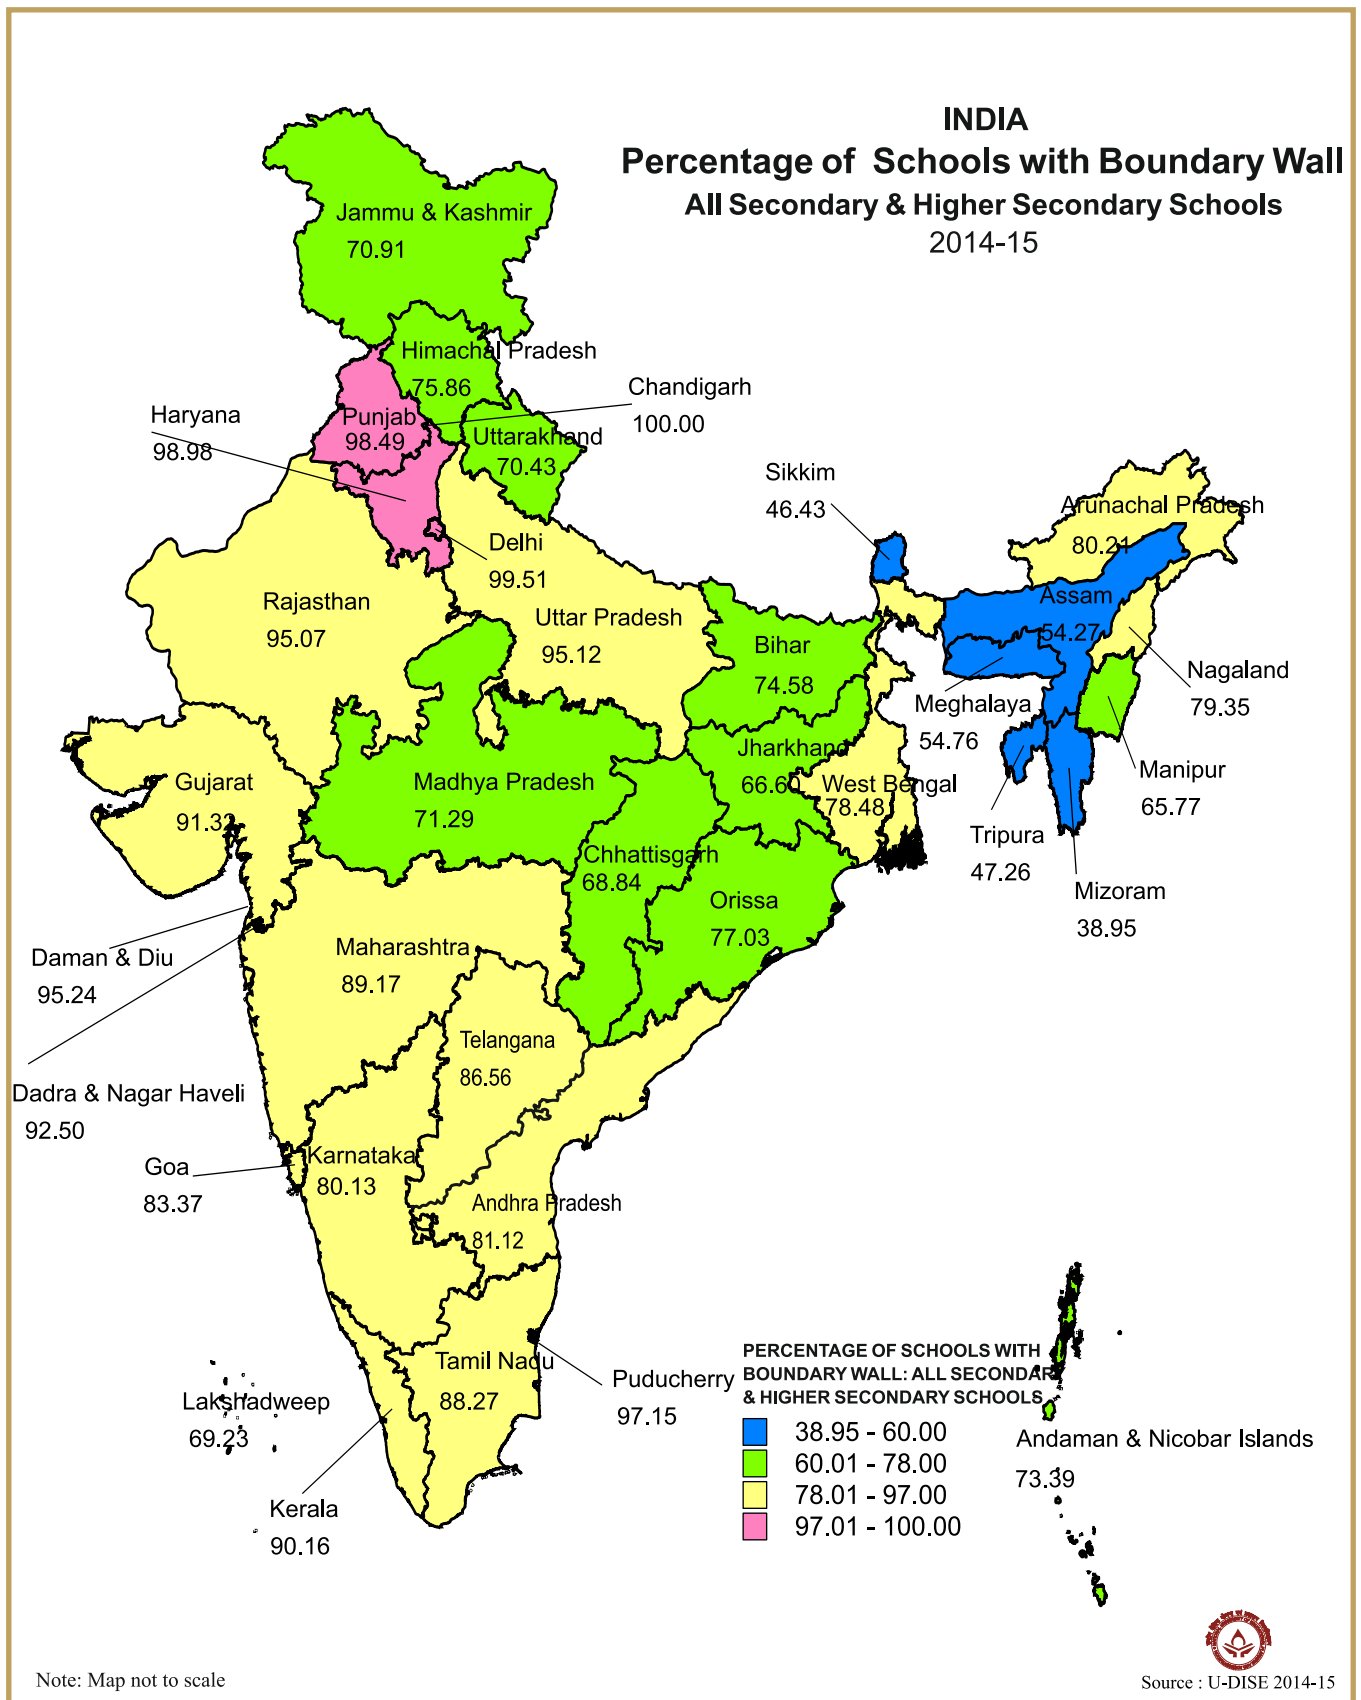 INDIA
Percentage of Schools with Boundary Wall
All Secondary & Higher Secondary Schools
2014-15
Jammu & Kashmir
70.91
Himachal Pradesh
75.86
Chandigarh
100.00
Haryana
98.98
Punjab
98.49
Uttarakhand
70.43
Sikkim
46.43
Arunachal Pradesh
80.21
Delhi
99.51
Rajasthan
95.07
Uttar Pradesh
95.12
Assam
54.27
Bihar
74.58
Nagaland
79.35
Meghalaya
54.76
Jharkhand
66.60
Manipur
65.77
Gujarat
91.32
Madhya Pradesh
71.29
West Bengal
78.48
Tripura
47.26
Chhattisgarh
68.84
Mizoram
38.95
Orissa
77.03
Daman & Diu
95.24
Maharashtra
89.17
Telangana
86.56
Dadra & Nagar Haveli
92.50
Goa
83.37
Karnataka
80.13
Andhra Pradesh
81.12
Tamil Nadu
88.27
Puducherry
97.15
Lakshadweep
69.23
Kerala
90.16
PERCENTAGE OF SCHOOLS WITH
BOUNDARY WALL: ALL SECONDARY
& HIGHER SECONDARY SCHOOLS
38.95 - 60.00
60.01 - 78.00
78.01 - 97.00
97.01 - 100.00
Andaman & Nicobar Islands
73.39
Note: Map not to scale
Source : U-DISE 2014-15